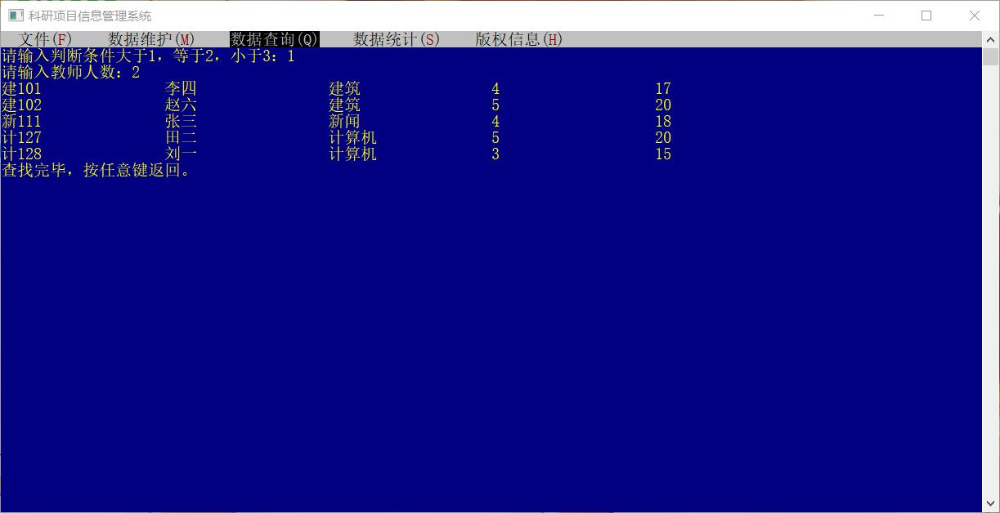 科研项目信息管理系统
文件(F) 数据维护(M) 数据查询(Q) 数据统计(S) 版权信息(H)
请输入判断条件大于1，等于2，小于3：1
请输入教师人数：2
建101 李四 建筑 4 17
建102 赵六 建筑 5 20
新111 张三 新闻 4 18
计127 田二 计算机 5 20
计128 刘一 计算机 3 15
查找完毕，按任意键返回。